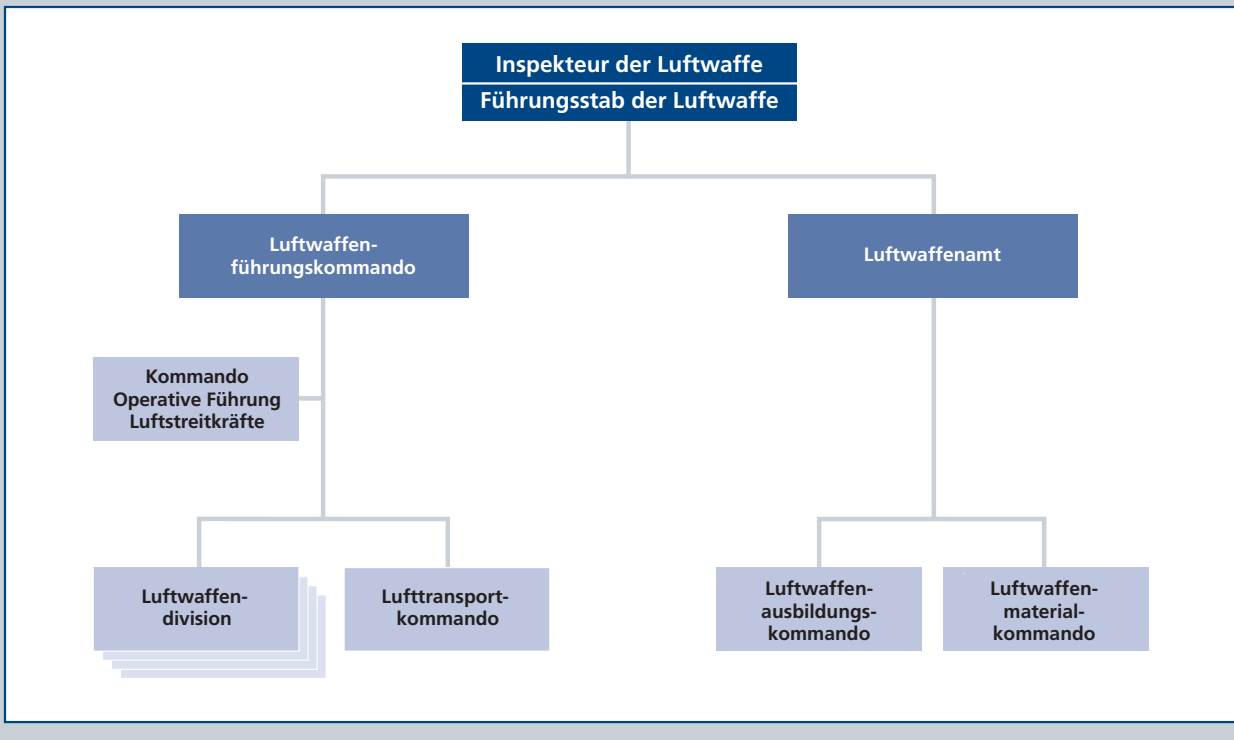 Inspekteur der Luftwaffe
Führungsstab der Luftwaffe
Luftwaffen-
führungskommando
Luftwaffenamt
Kommando
Operative Führung
Luftstreitkräfte
Luftwaffen-
division
Lufttransport-
kommando
Luftwaffen-
ausbildungs-
kommando
Luftwaffen-
material-
kommando